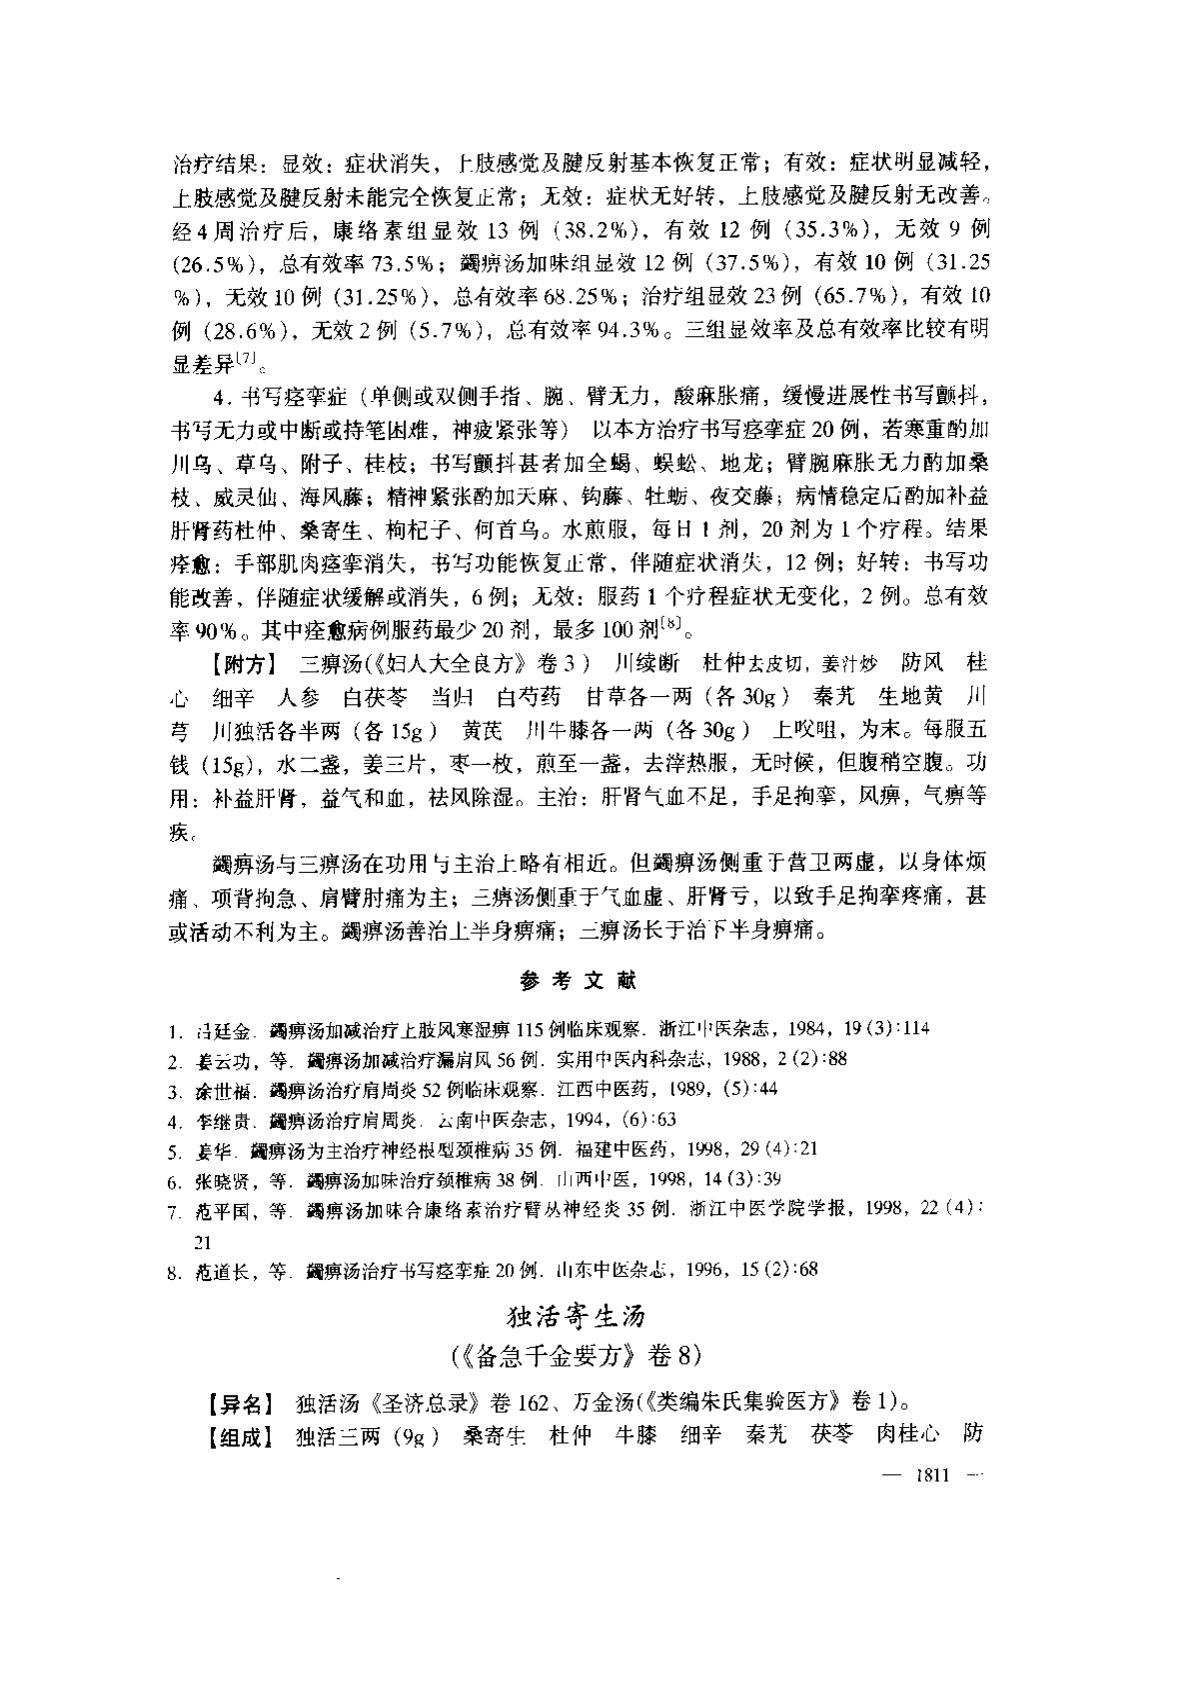 治疗结果：显效：症状消失，上肢感觉及腱反射基本恢复正常；有效：症状明显减轻，
上肢感觉及腱反射未能完全恢复正常；无效：症状无好转，上肢感觉及腱反射无改善。
经4周治疗后，康络素组显效13例（38.2%），有效12例（35.3%），无效9例
（26.5%），总有效率73.5%；蠲痹汤加味组显效12例（37.5%），有效10例（31.25
%），无效10例（31.25%），总有效率68.25%；治疗组显效23例（65.7%），有效10
例（28.6%），无效2例（5.7%），总有效率94.3%。三组显效率及总有效率比较有明
显差异[7]。
4. 书写痉挛症（单侧或双侧手指、腕、臂无力，酸麻胀痛，缓慢进展性书写颤抖，
书写无力或中断或持笔困难，神疲紧张等） 以本方治疗书写痉挛症20例，若寒重酌加
川乌、草乌、附子、桂枝；书写颤抖甚者加全蝎、蜈蚣、地龙；臂腕麻胀无力酌加桑
枝、威灵仙、海风藤；精神紧张酌加天麻、钩藤、牡蛎、夜交藤；病情稳定后酌加补益
肝肾药杜仲、桑寄生、枸杞子、何首乌。水煎服，每日1剂，20剂为1个疗程。结果
痊愈：手部肌肉痉挛消失，书写功能恢复正常，伴随症状消失，12例；好转：书写功
能改善，伴随症状缓解或消失，6例；无效：服药1个疗程症状无变化，2例。总有效
率90%。其中痊愈病例服药最少20剂，最多100剂[8]。
【附方】 三痹汤(《妇人大全良方》卷3） 川续断 杜仲去皮切，姜汁炒 防风 桂
心 细辛 人参 白茯苓 当归 白芍药 甘草各一两（各30g） 秦艽 生地黄 川
芎 川独活各半两（各15g） 黄芪 川牛膝各一两（各30g） 上㕮咀，为末。每服五
钱（15g），水二盏，姜三片，枣一枚，煎至一盏，去滓热服，无时候，但腹稍空腹。功
用：补益肝肾，益气和血，祛风除湿。主治：肝肾气血不足，手足拘挛，风痹，气痹等
疾。
蠲痹汤与三痹汤在功用与主治上略有相近。但蠲痹汤侧重于营卫两虚，以身体烦
痛、项背拘急、肩臂肘痛为主；三痹汤侧重于气血虚、肝肾亏，以致手足拘挛疼痛，甚
或活动不利为主。蠲痹汤善治上半身痹痛；三痹汤长于治下半身痹痛。
参考文献
1. 冯廷金．蠲痹汤加减治疗上肢风寒湿痹115例临床观察．浙江中医杂志，1984，19(3):114
2. 姜云功，等．蠲痹汤加减治疗漏肩风56例．实用中医内科杂志，1988，2(2):88
3. 涂世福．蠲痹汤治疗肩周炎52例临床观察．江西中医药，1989，(5):44
4. 李继贵．蠲痹汤治疗肩周炎．云南中医杂志，1994，(6):63
5. 姜华．蠲痹汤为主治疗神经根型颈椎病35例．福建中医药，1998，29(4):21
6. 张晓贤，等．蠲痹汤加味治疗颈椎病38例．山西中医，1998，14(3):39
7. 范平国，等．蠲痹汤加味合康络素治疗臂丛神经炎35例．浙江中医学院学报，1998，22(4):
21
8. 范道长，等．蠲痹汤治疗书写痉挛症20例．山东中医杂志，1996，15(2):68
独活寄生汤
(《备急千金要方》卷8)
【异名】 独活汤《圣济总录》卷162、万金汤(《类编朱氏集验医方》卷1)。
【组成】 独活三两（9g） 桑寄生 杜仲 牛膝 细辛 秦艽 茯苓 肉桂心 防
— 1811 —